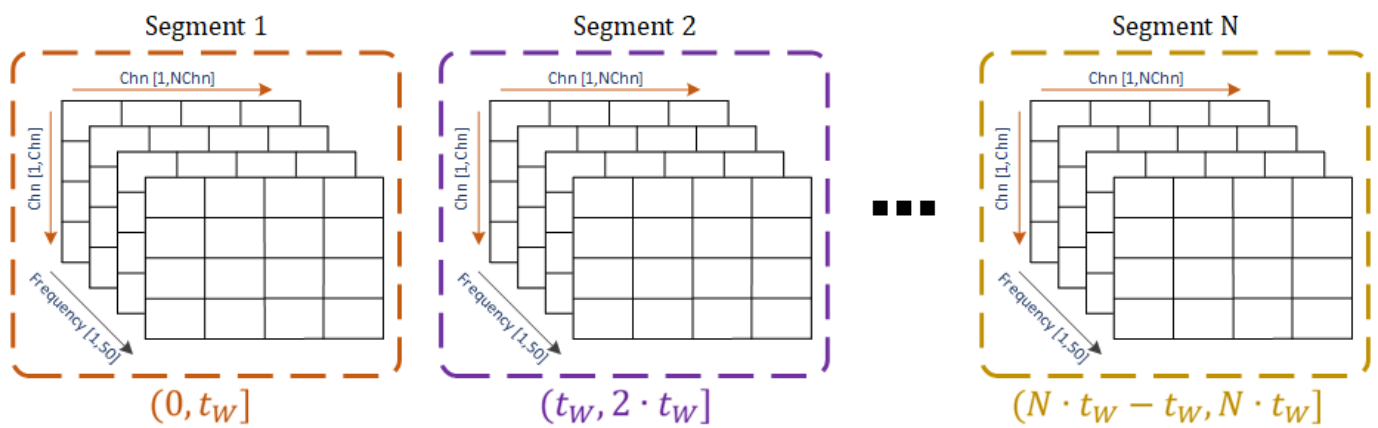 Segment 1
Chn [1,NChn]
Chn [1,Chn]
Frequency [1,50]
(0, t_W]
Segment 2
Chn [1,NChn]
Chn [1,Chn]
Frequency [1,50]
(t_W, 2 · t_W]
...
Segment N
Chn [1,NChn]
Chn [1,Chn]
Frequency [1,50]
(N · t_W − t_W, N · t_W]